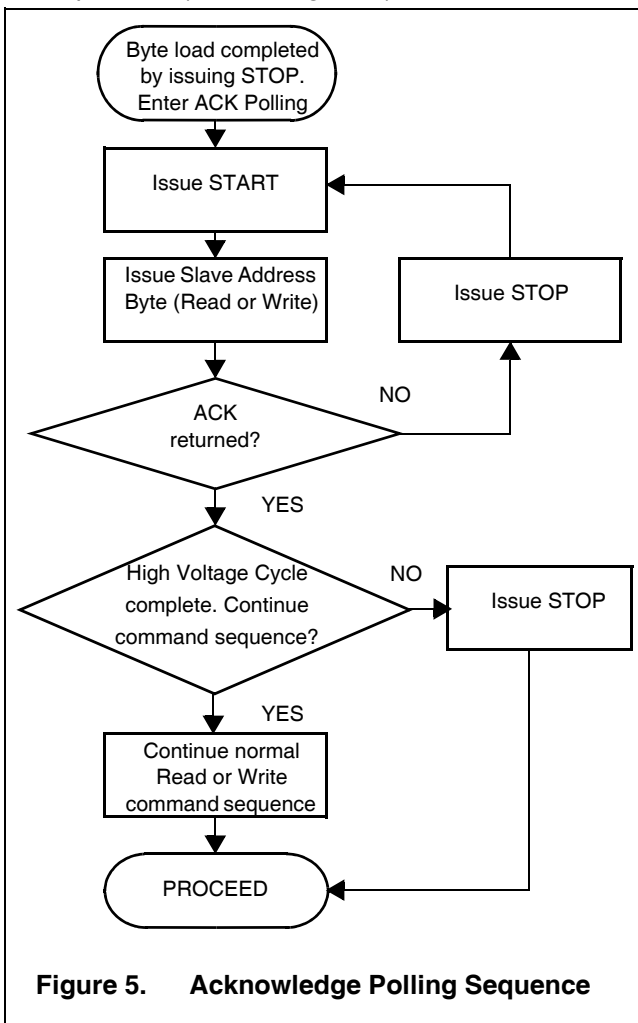 Byte load completed
by issuing STOP.
Enter ACK Polling
Issue START
Issue Slave Address
Byte (Read or Write)
Issue STOP
NO
ACK
returned?
YES
High Voltage Cycle
complete. Continue
command sequence?
NO
Issue STOP
YES
Continue normal
Read or Write
command sequence
PROCEED
Figure 5. Acknowledge Polling Sequence